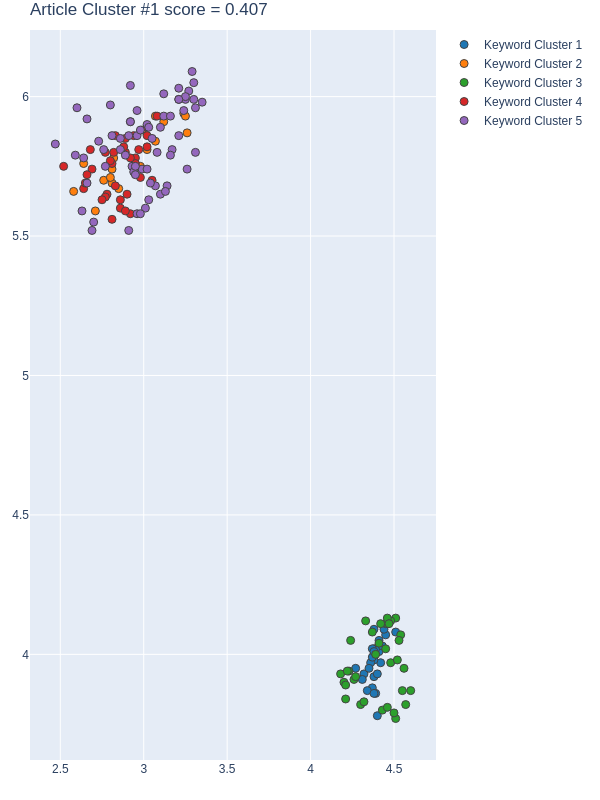 Article Cluster #1 score = 0.407
Keyword Cluster 1
Keyword Cluster 2
Keyword Cluster 3
Keyword Cluster 4
Keyword Cluster 5
6
5.5
5
4.5
4
2.5 3 3.5 4 4.5